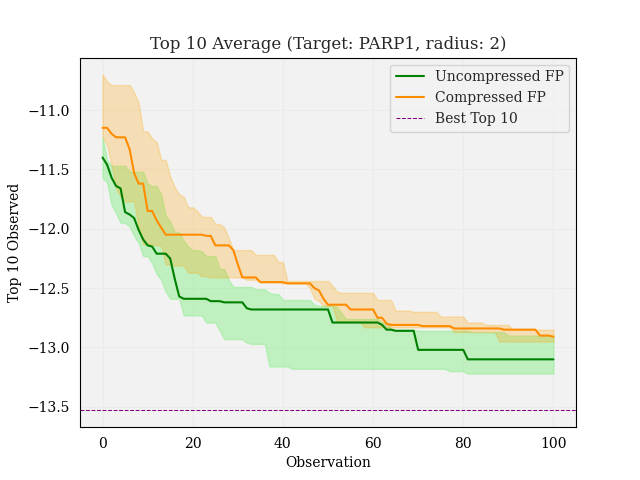 Top 10 Average (Target: PARP1, radius: 2)
Uncompressed FP
Compressed FP
Best Top 10
Top 10 Observed
−11.0
−11.5
−12.0
−12.5
−13.0
−13.5
0 20 40 60 80 100
Observation